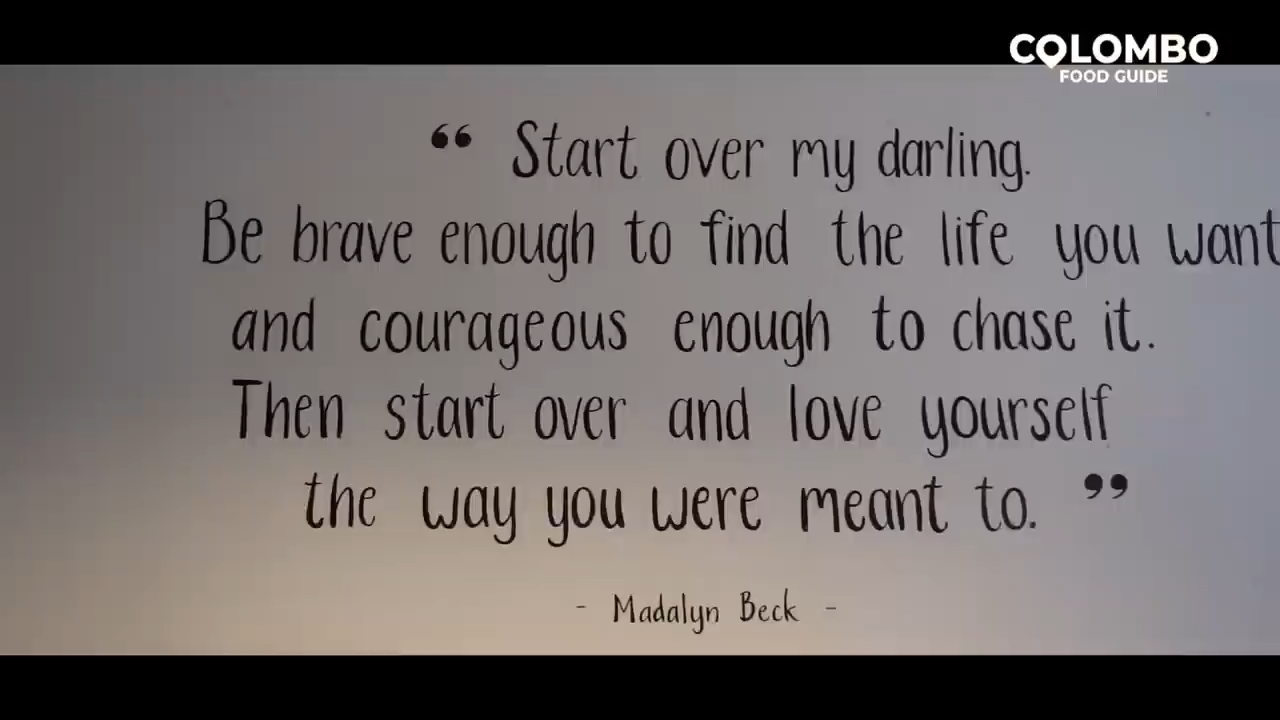 COLOMBO
FOOD GUIDE
“ Start over my darling.
Be brave enough to find the life you want
and courageous enough to chase it.
Then start over and love yourself
the way you were meant to. ”
- Madalyn Beck -